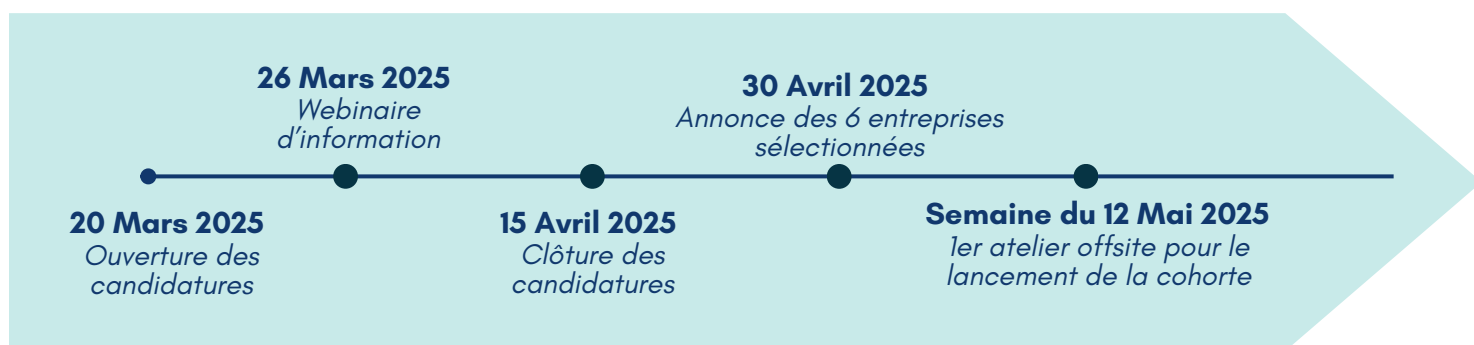 20 Mars 2025
Ouverture des
candidatures
26 Mars 2025
Webinaire
d’information
15 Avril 2025
Clôture des
candidatures
30 Avril 2025
Annonce des 6 entreprises
sélectionnées
Semaine du 12 Mai 2025
1er atelier offsite pour le
lancement de la cohorte